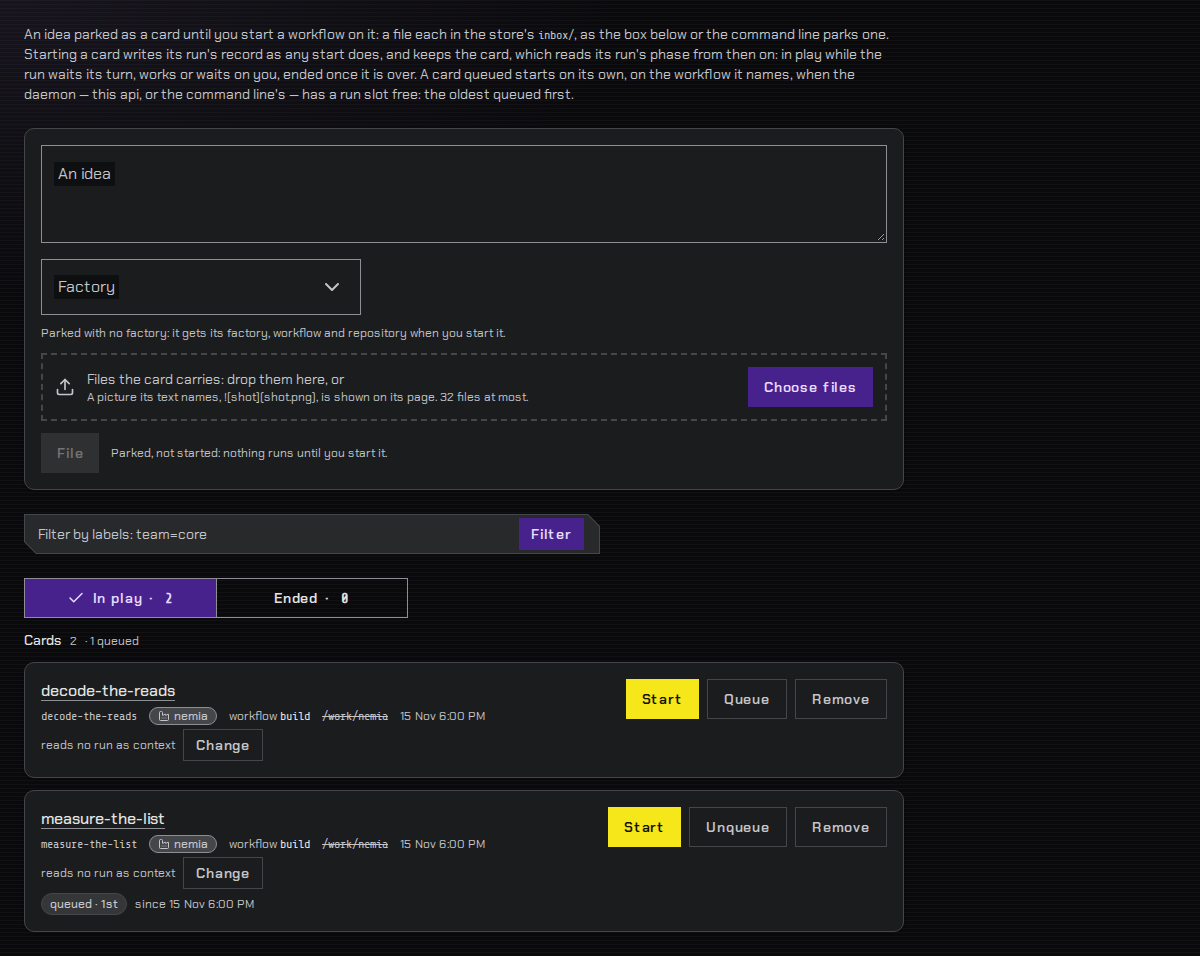 An idea parked as a card until you start a workflow on it: a file each in the store's inbox/, as the box below or the command line parks one.
Starting a card writes its run's record as any start does, and keeps the card, which reads its run's phase from then on: in play while the
run waits its turn, works or waits on you, ended once it is over. A card queued starts on its own, on the workflow it names, when the
daemon — this api, or the command line's — has a run slot free: the oldest queued first.
An idea
Factory
Parked with no factory: it gets its factory, workflow and repository when you start it.
Files the card carries: drop them here, or
A picture its text names, ![shot][shot.png], is shown on its page. 32 files at most.
Choose files
File Parked, not started: nothing runs until you start it.
Filter by labels: team=core Filter
In play · 2 Ended · 0
Cards 2 · 1 queued
decode-the-reads
Start Queue Remove
decode-the-reads nemia workflow build /work/nemia 15 Nov 6:00 PM
reads no run as context Change
measure-the-list
Start Unqueue Remove
measure-the-list nemia workflow build /work/nemia 15 Nov 6:00 PM
reads no run as context Change
queued · 1st since 15 Nov 6:00 PM